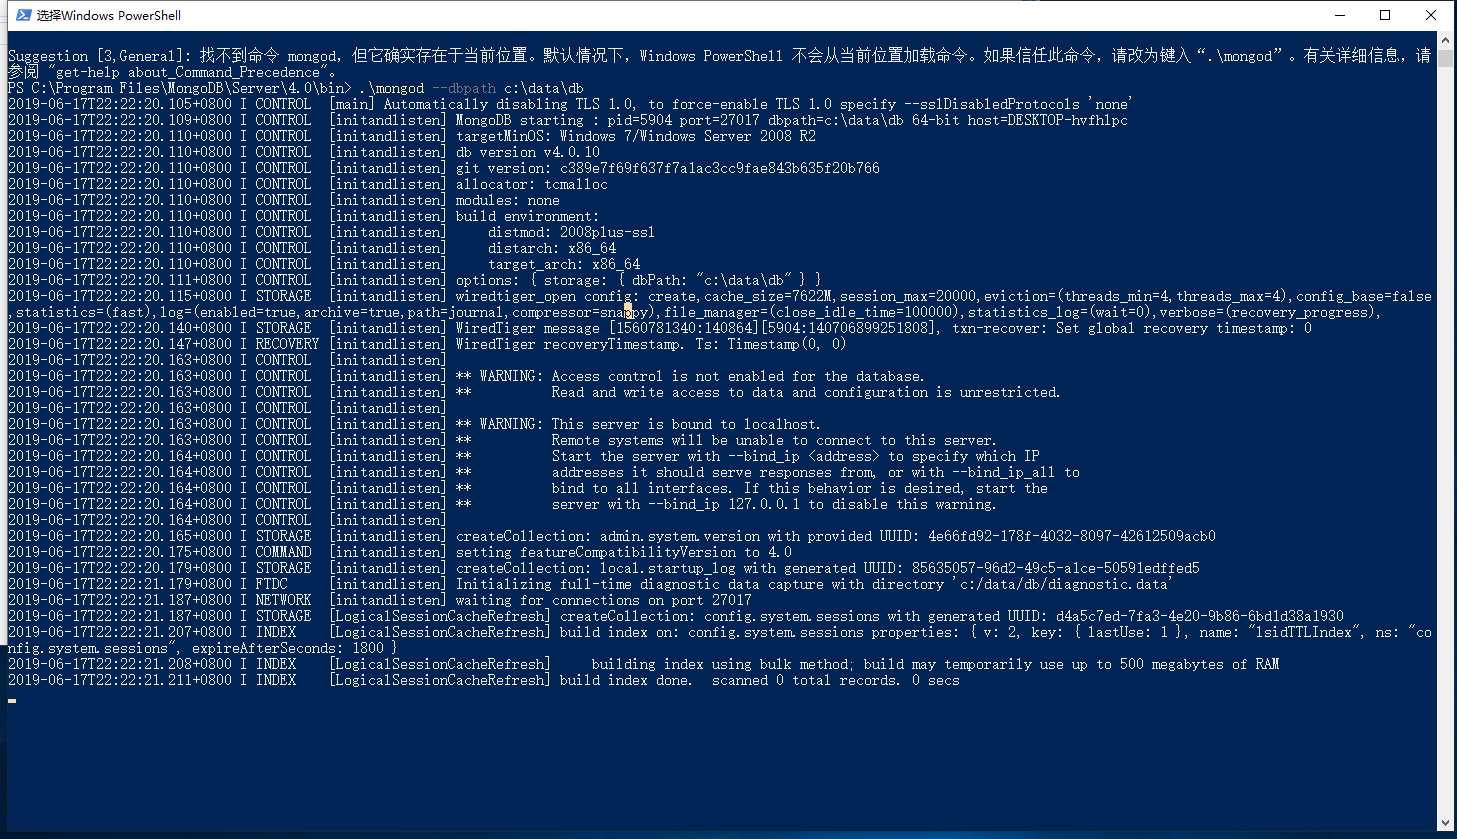 选择Windows PowerShell
Suggestion [3,General]: 找不到命令 mongod，但它确实存在于当前位置。默认情况下，Windows PowerShell 不会从当前位置加载命令。如果信任此命令，请改为键入“.\mongod”。有关详细信息，请
参阅 "get-help about_Command_Precedence"。
PS C:\Program Files\MongoDB\Server\4.0\bin> .\mongod --dbpath c:\data\db
2019-06-17T22:22:20.105+0800 I CONTROL  [main] Automatically disabling TLS 1.0, to force-enable TLS 1.0 specify --sslDisabledProtocols 'none'
2019-06-17T22:22:20.109+0800 I CONTROL  [initandlisten] MongoDB starting : pid=5904 port=27017 dbpath=c:\data\db 64-bit host=DESKTOP-hvfh1pc
2019-06-17T22:22:20.110+0800 I CONTROL  [initandlisten] targetMinOS: Windows 7/Windows Server 2008 R2
2019-06-17T22:22:20.110+0800 I CONTROL  [initandlisten] db version v4.0.10
2019-06-17T22:22:20.110+0800 I CONTROL  [initandlisten] git version: c389e7f69f637f7a1ac3cc9fae843b635f20b766
2019-06-17T22:22:20.110+0800 I CONTROL  [initandlisten] allocator: tcmalloc
2019-06-17T22:22:20.110+0800 I CONTROL  [initandlisten] modules: none
2019-06-17T22:22:20.110+0800 I CONTROL  [initandlisten] build environment:
2019-06-17T22:22:20.110+0800 I CONTROL  [initandlisten]     distmod: 2008plus-ssl
2019-06-17T22:22:20.110+0800 I CONTROL  [initandlisten]     distarch: x86_64
2019-06-17T22:22:20.110+0800 I CONTROL  [initandlisten]     target_arch: x86_64
2019-06-17T22:22:20.111+0800 I CONTROL  [initandlisten] options: { storage: { dbPath: "c:\data\db" } }
2019-06-17T22:22:20.115+0800 I STORAGE  [initandlisten] wiredtiger_open config: create,cache_size=7622M,session_max=20000,eviction=(threads_min=4,threads_max=4),config_base=false
,statistics=(fast),log=(enabled=true,archive=true,path=journal,compressor=snappy),file_manager=(close_idle_time=100000),statistics_log=(wait=0),verbose=(recovery_progress),
2019-06-17T22:22:20.140+0800 I STORAGE  [initandlisten] WiredTiger message [1560781340:140864][5904:140706899251808], txn-recover: Set global recovery timestamp: 0
2019-06-17T22:22:20.147+0800 I RECOVERY [initandlisten] WiredTiger recoveryTimestamp. Ts: Timestamp(0, 0)
2019-06-17T22:22:20.163+0800 I CONTROL  [initandlisten]
2019-06-17T22:22:20.163+0800 I CONTROL  [initandlisten] ** WARNING: Access control is not enabled for the database.
2019-06-17T22:22:20.163+0800 I CONTROL  [initandlisten] **          Read and write access to data and configuration is unrestricted.
2019-06-17T22:22:20.163+0800 I CONTROL  [initandlisten]
2019-06-17T22:22:20.163+0800 I CONTROL  [initandlisten] ** WARNING: This server is bound to localhost.
2019-06-17T22:22:20.163+0800 I CONTROL  [initandlisten] **          Remote systems will be unable to connect to this server.
2019-06-17T22:22:20.164+0800 I CONTROL  [initandlisten] **          Start the server with --bind_ip <address> to specify which IP
2019-06-17T22:22:20.164+0800 I CONTROL  [initandlisten] **          addresses it should serve responses from, or with --bind_ip_all to
2019-06-17T22:22:20.164+0800 I CONTROL  [initandlisten] **          bind to all interfaces. If this behavior is desired, start the
2019-06-17T22:22:20.164+0800 I CONTROL  [initandlisten] **          server with --bind_ip 127.0.0.1 to disable this warning.
2019-06-17T22:22:20.164+0800 I CONTROL  [initandlisten]
2019-06-17T22:22:20.165+0800 I STORAGE  [initandlisten] createCollection: admin.system.version with provided UUID: 4e66fd92-178f-4032-8097-42612509acb0
2019-06-17T22:22:20.175+0800 I COMMAND  [initandlisten] setting featureCompatibilityVersion to 4.0
2019-06-17T22:22:20.179+0800 I STORAGE  [initandlisten] createCollection: local.startup_log with generated UUID: 85635057-96d2-49c5-a1ce-50591edffed5
2019-06-17T22:22:21.179+0800 I FTDC     [initandlisten] Initializing full-time diagnostic data capture with directory 'c:/data/db/diagnostic.data'
2019-06-17T22:22:21.187+0800 I NETWORK  [initandlisten] waiting for connections on port 27017
2019-06-17T22:22:21.187+0800 I STORAGE  [LogicalSessionCacheRefresh] createCollection: config.system.sessions with generated UUID: d4a5c7ed-7fa3-4e20-9b86-6bd1d38a1930
2019-06-17T22:22:21.207+0800 I INDEX    [LogicalSessionCacheRefresh] build index on: config.system.sessions properties: { v: 2, key: { lastUse: 1 }, name: "lsidTTLIndex", ns: "co
nfig.system.sessions", expireAfterSeconds: 1800 }
2019-06-17T22:22:21.208+0800 I INDEX    [LogicalSessionCacheRefresh]     building index using bulk method; build may temporarily use up to 500 megabytes of RAM
2019-06-17T22:22:21.211+0800 I INDEX    [LogicalSessionCacheRefresh] build index done.  scanned 0 total records. 0 secs